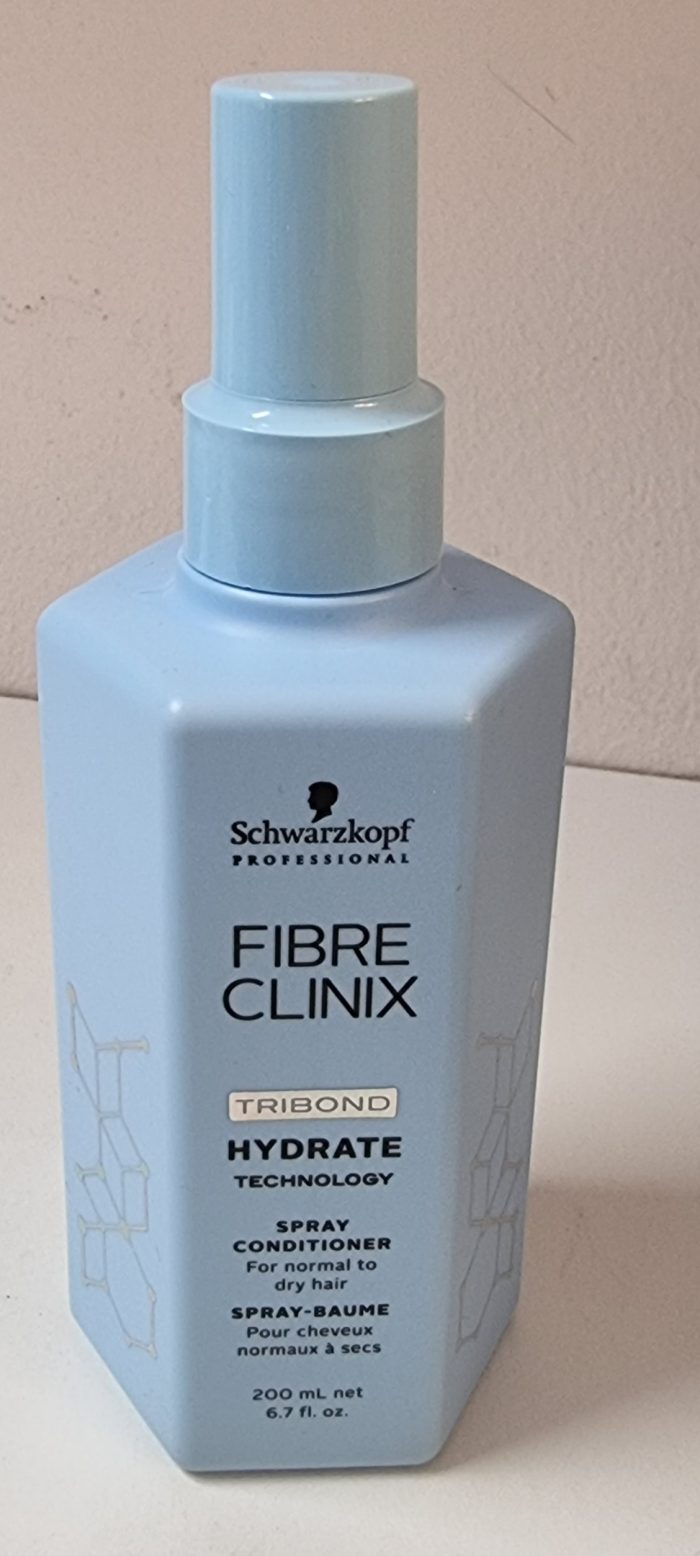 Schwarzkopf
PROFESSIONAL
FIBRE
CLINIX
TRIBOND
HYDRATE
TECHNOLOGY
SPRAY
CONDITIONER
For normal to
dry hair
SPRAY-BAUME
Pour cheveux
normaux à secs
200 mL net
6.7 fl. oz.